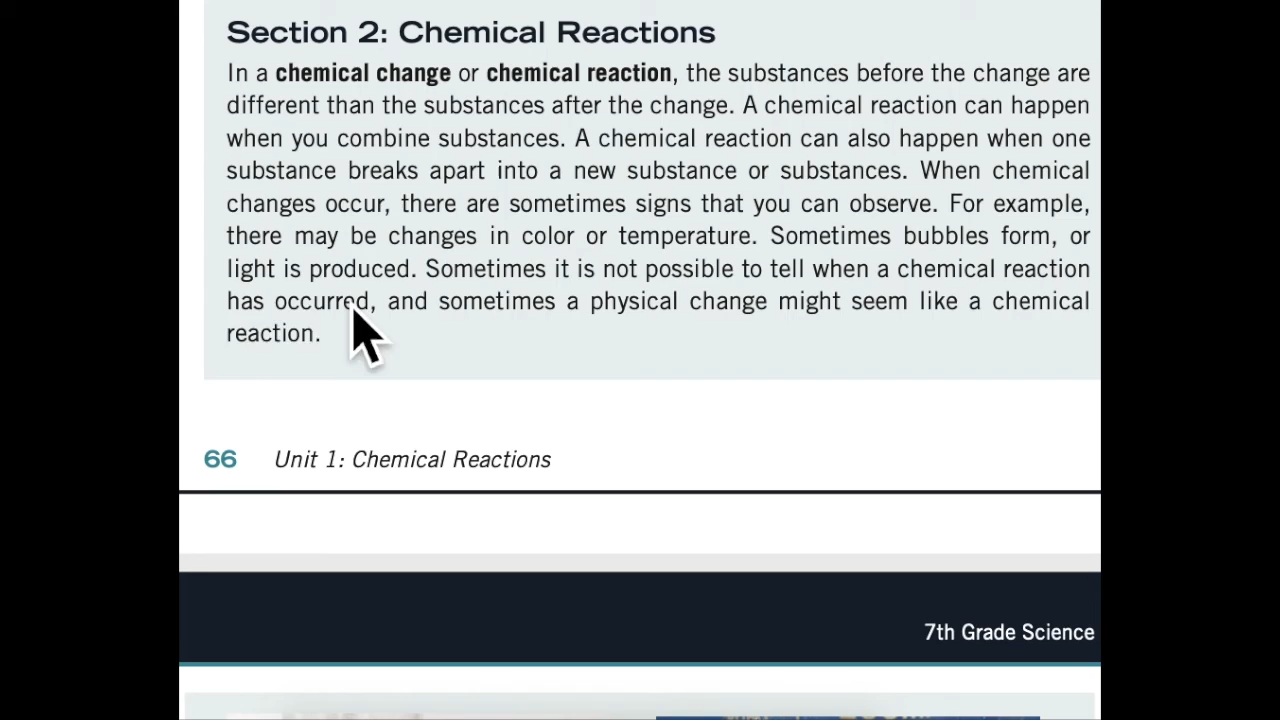 Section 2: Chemical Reactions
In a chemical change or chemical reaction, the substances before the change are
different than the substances after the change. A chemical reaction can happen
when you combine substances. A chemical reaction can also happen when one
substance breaks apart into a new substance or substances. When chemical
changes occur, there are sometimes signs that you can observe. For example,
there may be changes in color or temperature. Sometimes bubbles form, or
light is produced. Sometimes it is not possible to tell when a chemical reaction
has occurred, and sometimes a physical change might seem like a chemical
reaction.
66 Unit 1: Chemical Reactions
7th Grade Science